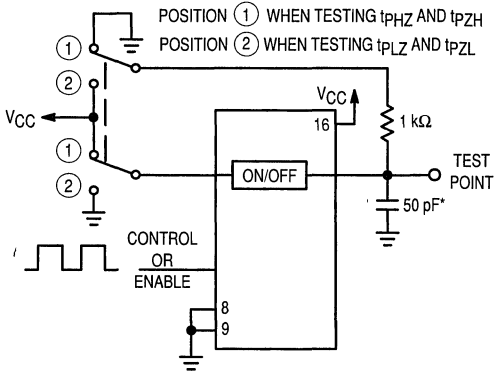 POSITION ① WHEN TESTING tPHZ AND tPZH
POSITION ② WHEN TESTING tPLZ AND tPZL
①
②
VCC
①
②
VCC
16
1 kΩ
ON/OFF
TEST
POINT
50 pF*
CONTROL
OR
ENABLE
8
9